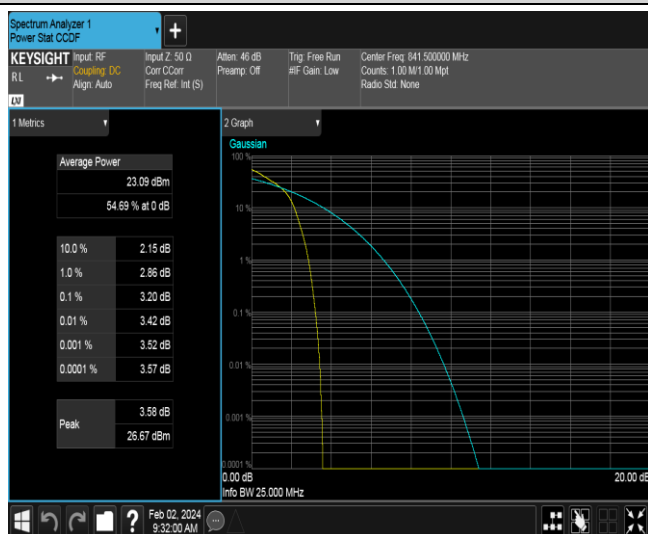 Spectrum Analyzer 1
Power Stat CCDF
+
KEYSIGHT
RL
LXI
Input: RF
Coupling: DC
Align: Auto
Input Z: 50 Ω
Corr CCorr
Freq Ref: Int (S)
Atten: 46 dB
Preamp: Off
Trig: Free Run
#IF Gain: Low
Center Freq: 841.500000 MHz
Counts: 1.00 M/1.00 Mpt
Radio Std: None
1 Metrics
Average Power
23.09 dBm
54.69 % at 0 dB
10.0 % 2.15 dB
1.0 % 2.86 dB
0.1 % 3.20 dB
0.01 % 3.42 dB
0.001 % 3.52 dB
0.0001 % 3.57 dB
Peak
3.58 dB
26.67 dBm
2 Graph
Gaussian
100 %
10 %
1 %
0.1 %
0.01 %
0.001 %
0.0001 %
0.00 dB 20.00 dB
Info BW 25.000 MHz
?
Feb 02, 2024
9:32:00 AM